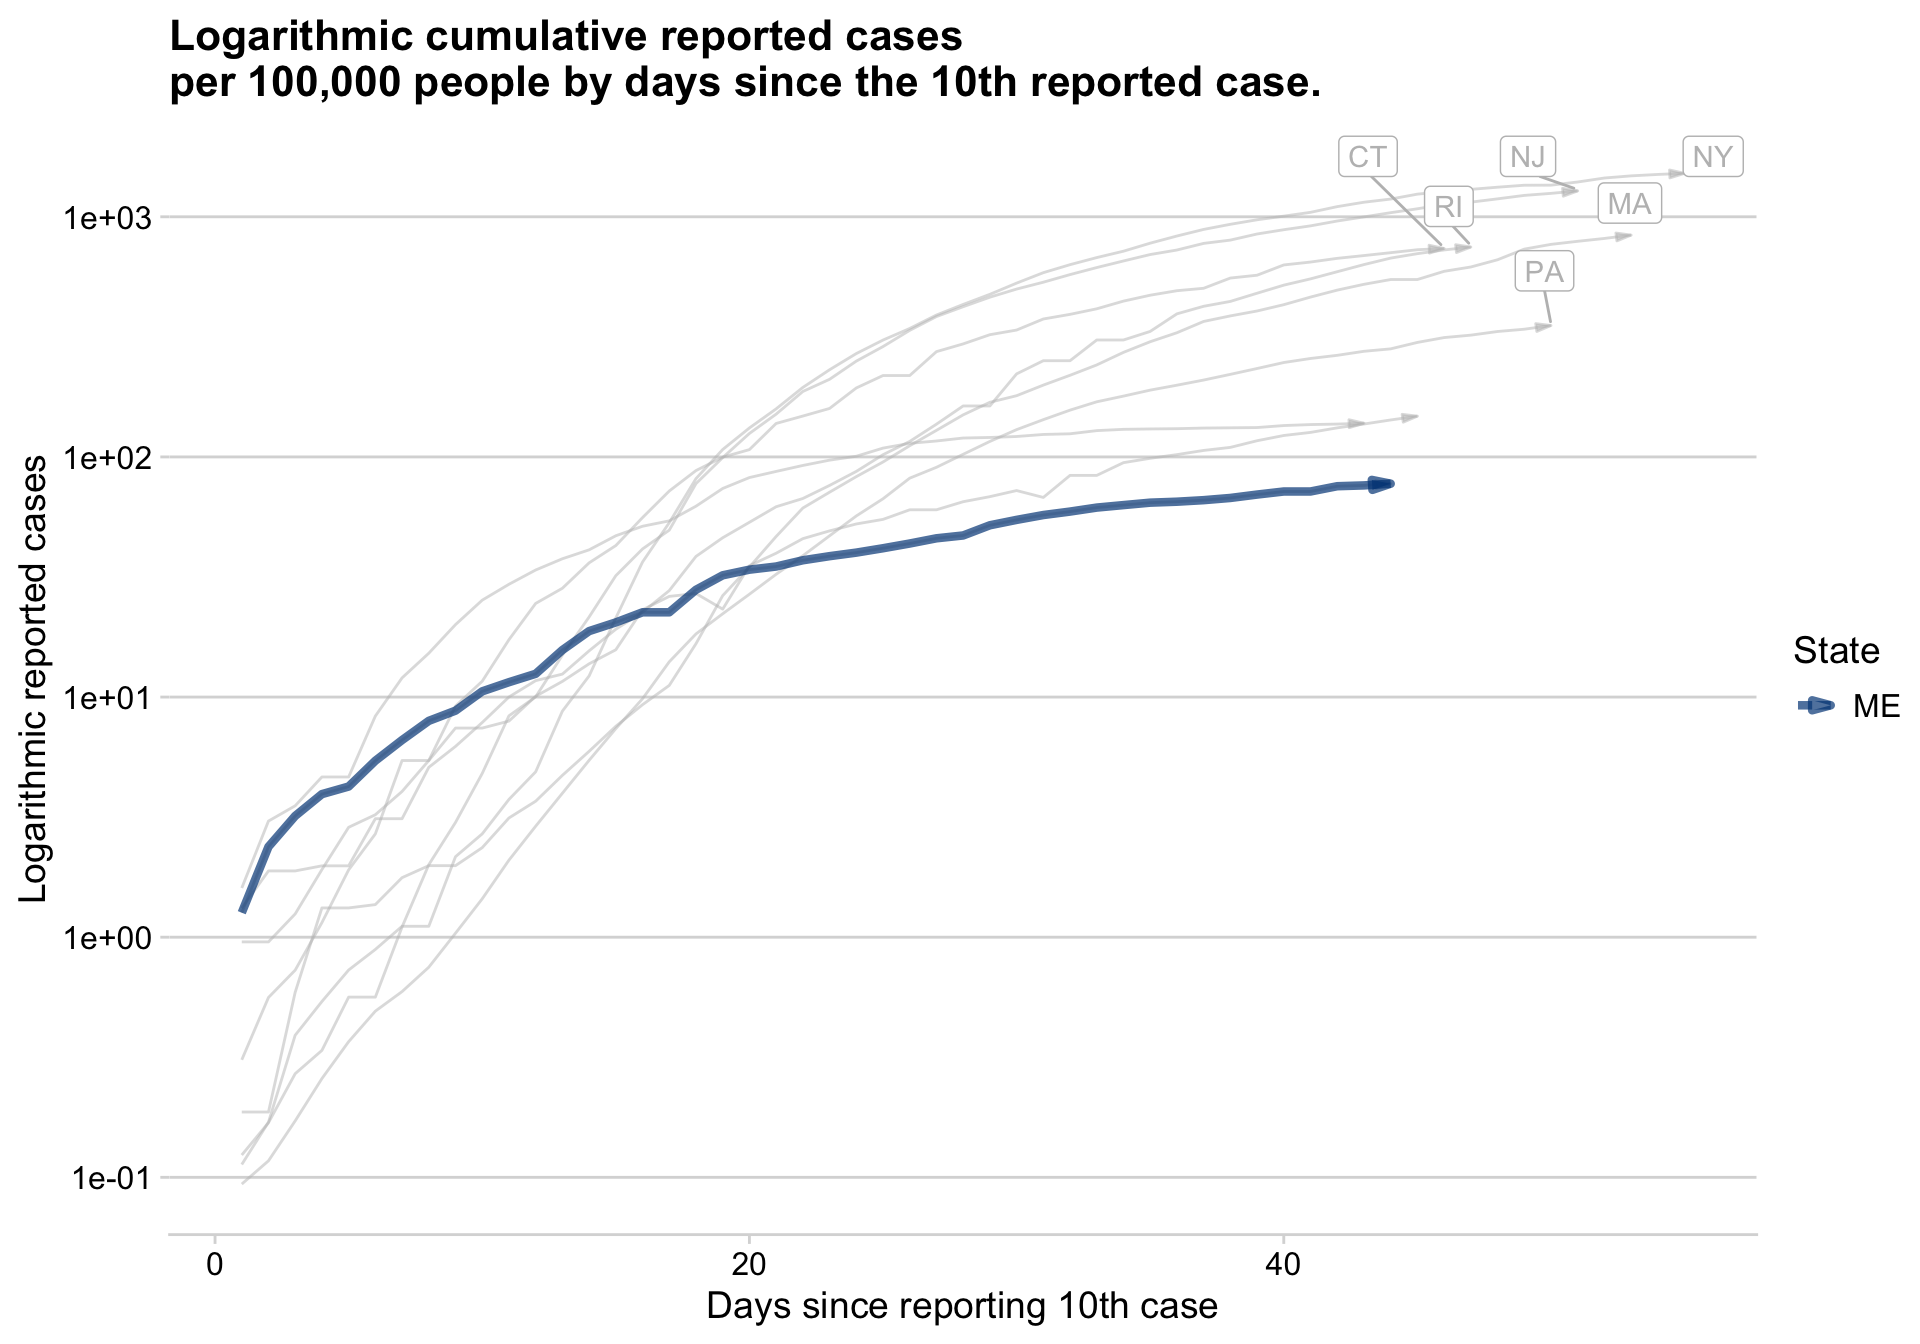 Logarithmic cumulative reported cases
per 100,000 people by days since the 10th reported case.
CT
NJ
NY
RI
MA
PA
1e+03
1e+02
1e+01
1e+00
1e-01
Logarithmic reported cases
0
20
40
Days since reporting 10th case
State
ME